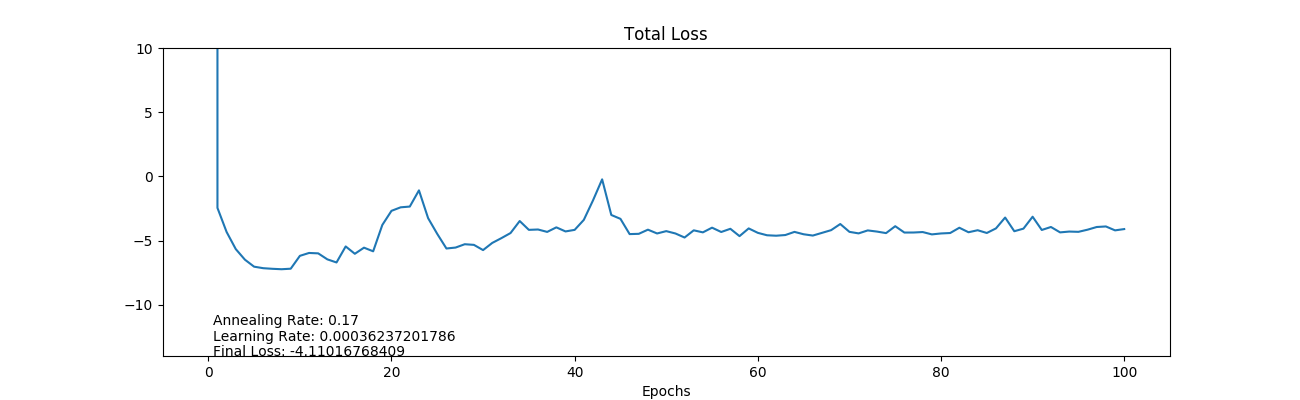 Total Loss
10
5
0
−5
−10
Annealing Rate: 0.17
Learning Rate: 0.00036237201786
Final Loss: -4.11016768409
0 20 40 60 80 100
Epochs